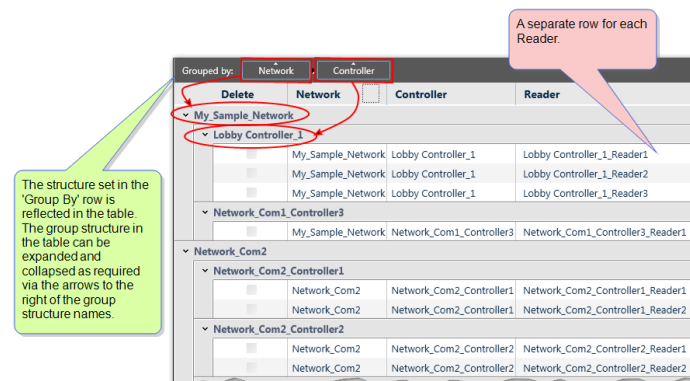 A separate row for each
Reader.
Grouped by: Network Controller
Delete Network Controller Reader
My_Sample_Network
Lobby Controller_1
My_Sample_Network Lobby Controller_1 Lobby Controller_1_Reader1
My_Sample_Network Lobby Controller_1 Lobby Controller_1_Reader2
My_Sample_Network Lobby Controller_1 Lobby Controller_1_Reader3
Network_Com1_Controller3
My_Sample_Network Network_Com1_Controller3 Network_Com1_Controller3_Reader1
Network_Com2
Network_Com2_Controller1
Network_Com2 Network_Com2_Controller1 Network_Com2_Controller1_Reader1
Network_Com2 Network_Com2_Controller1 Network_Com2_Controller1_Reader2
Network_Com2_Controller2
Network_Com2 Network_Com2_Controller2 Network_Com2_Controller2_Reader1
Network_Com2 Network_Com2_Controller2 Network_Com2_Controller2_Reader2
The structure set in the
'Group By' row is
reflected in the table.
The group structure in
the table can be
expanded and
collapsed as required
via the arrows to the
right of the group
structure names.